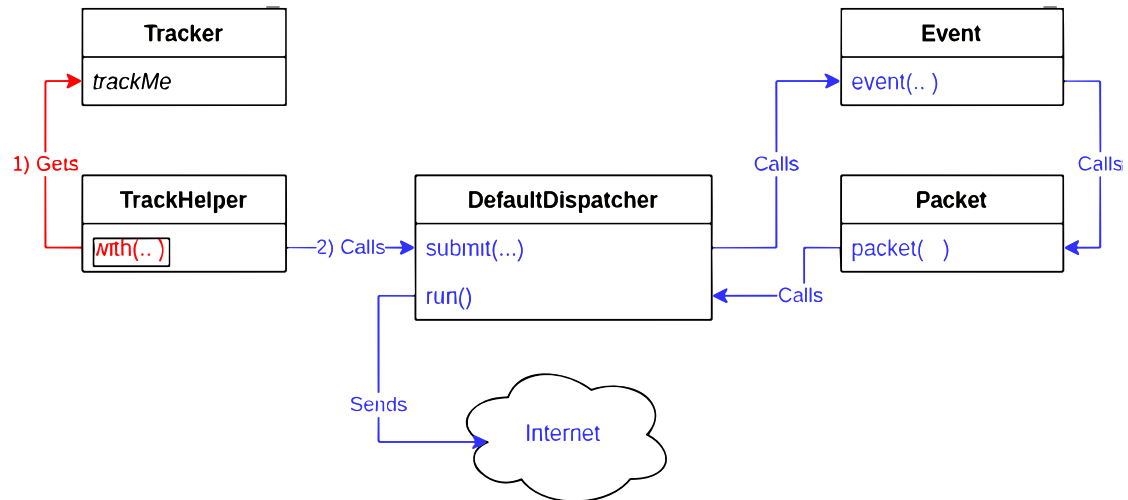 Tracker
trackMe
Event
event(.. )
1) Gets
Calls
Calls
TrackHelper
with(.. )
2) Calls
DefaultDispatcher
submit(...)
run()
Packet
packet(   )
Calls
Sends
Internet